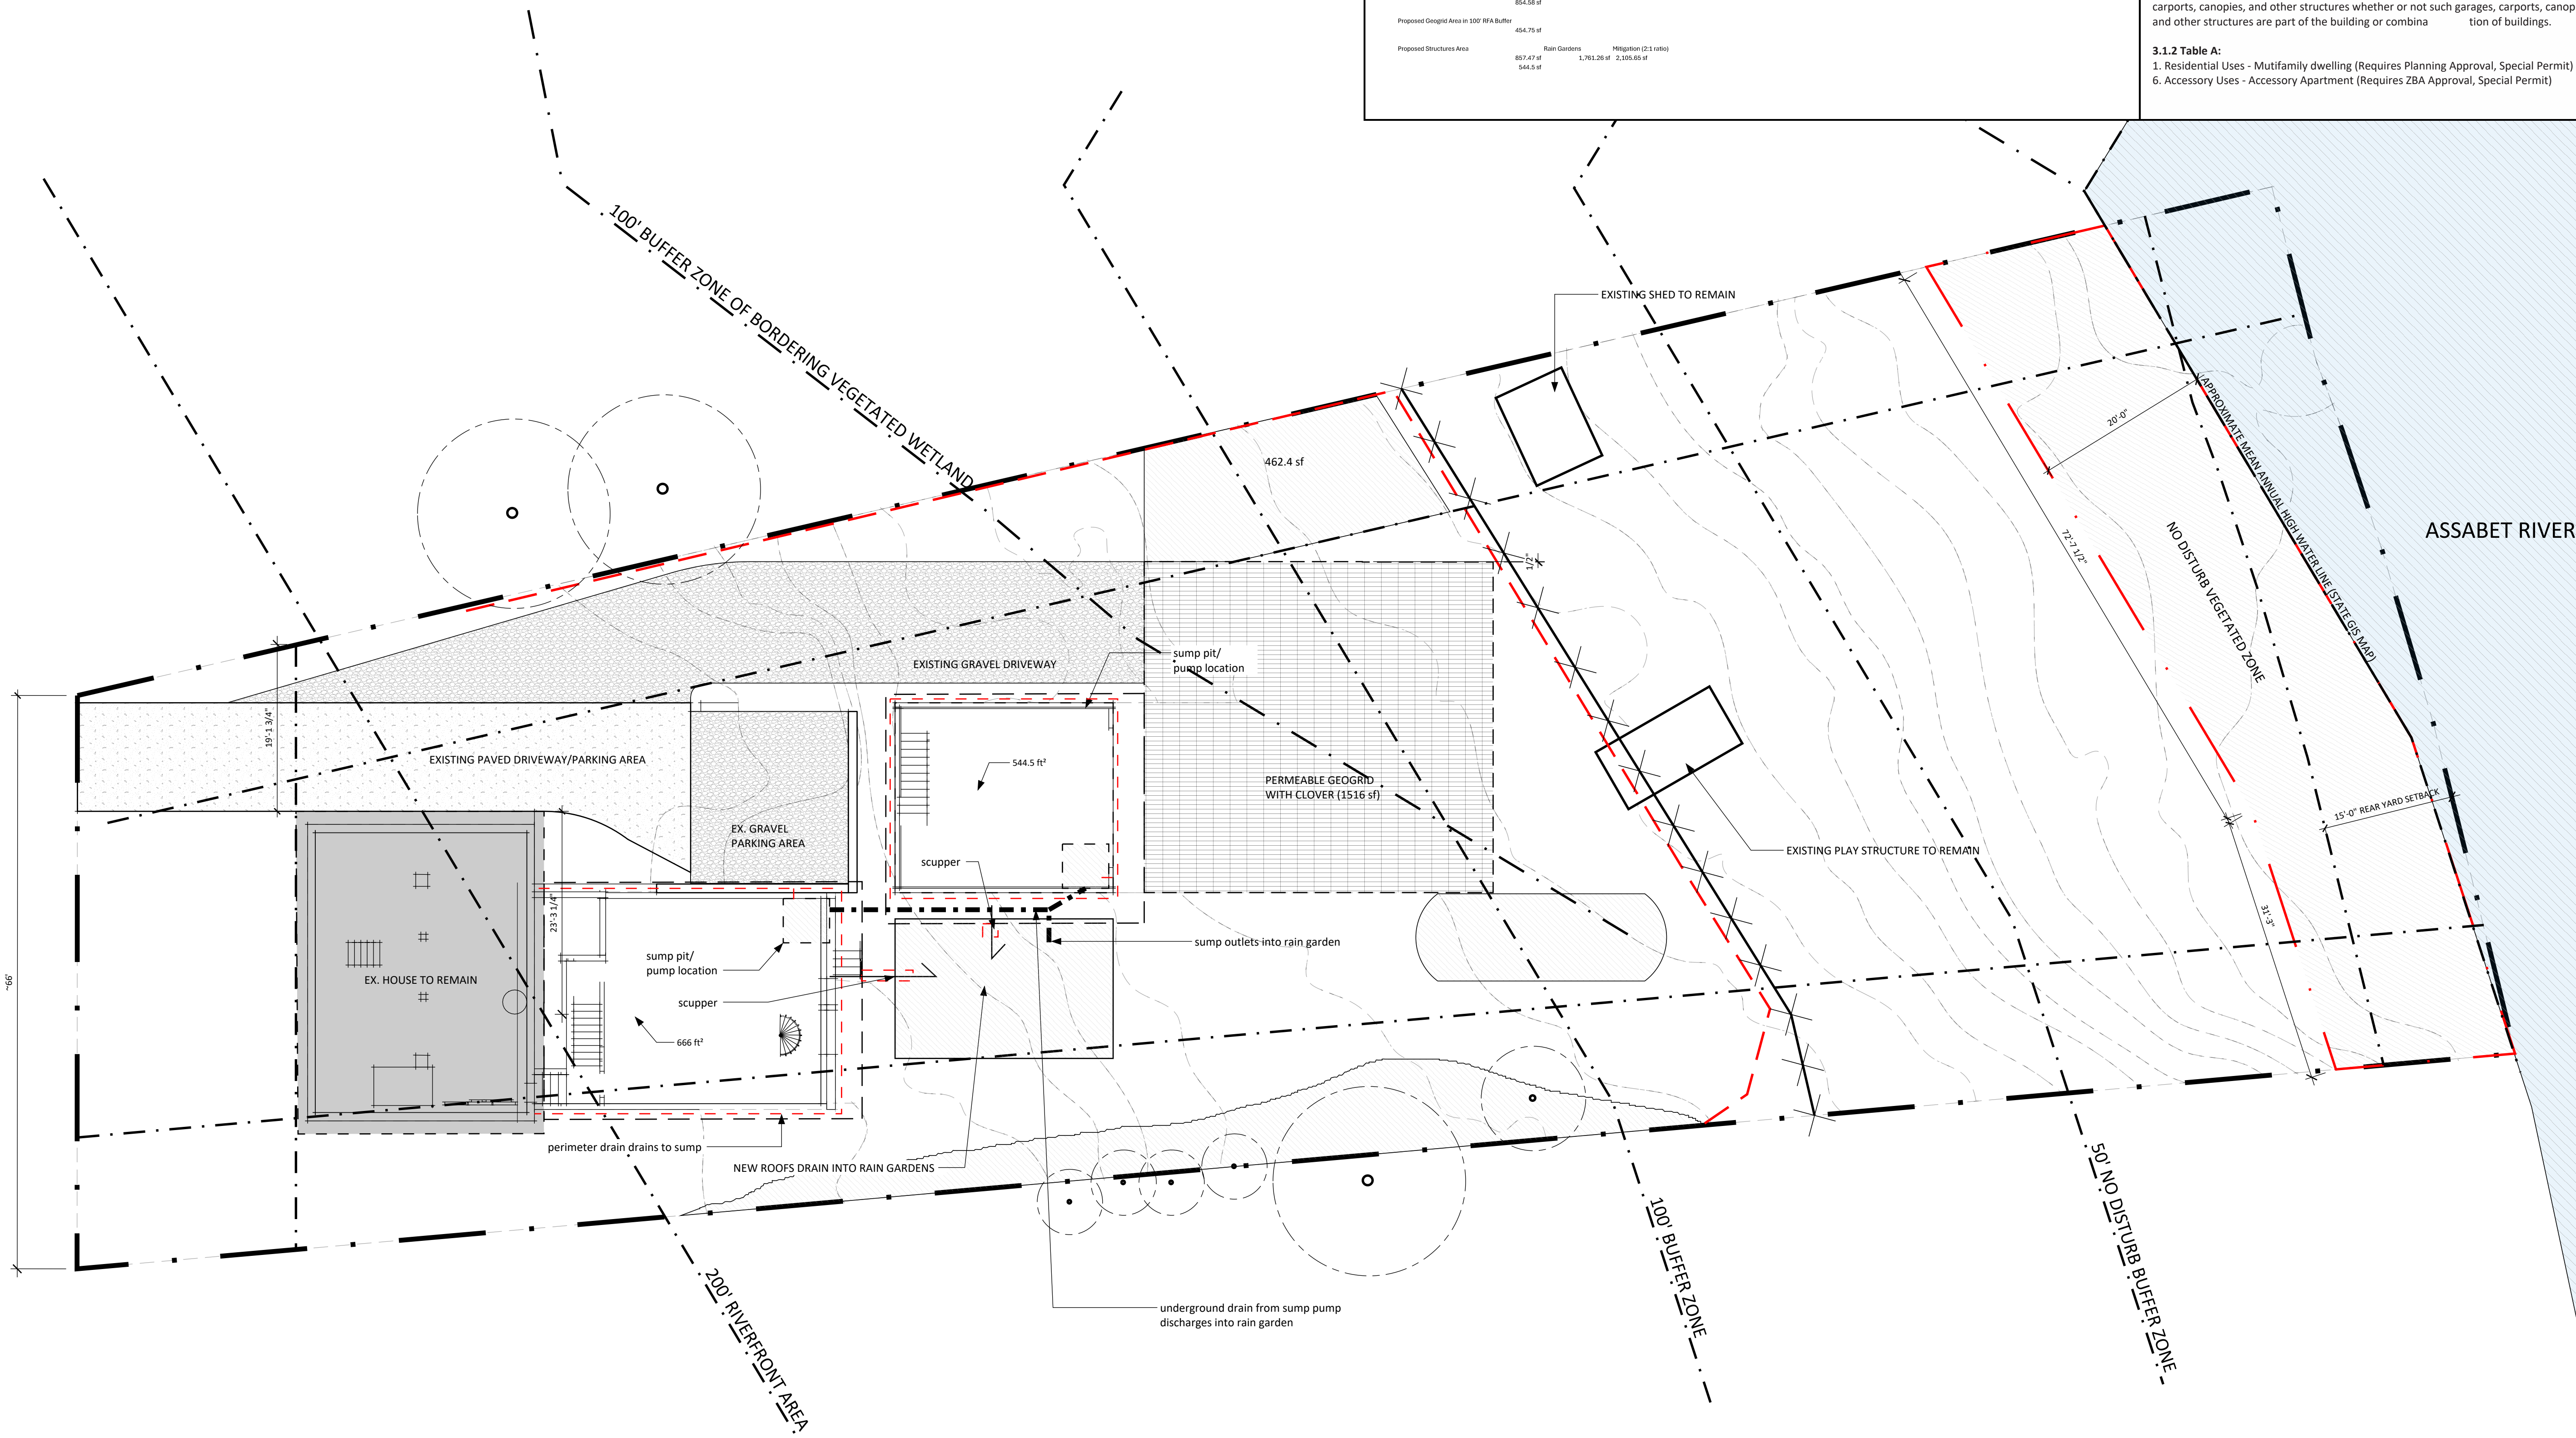 854.58 sf
Proposed Geogrid Area in 100' RFA Buffer
454.75 sf
Proposed Structures Area Rain Gardens Mitigation (2:1 ratio)
857.47 sf 1,761.26 sf 2,105.65 sf
544.5 sf
carports, canopies, and other structures whether or not such garages, carports, canop
and other structures are part of the building or combina tion of buildings.
3.1.2 Table A:
1. Residential Uses - Mutifamily dwelling (Requires Planning Approval, Special Permit)
6. Accessory Uses - Accessory Apartment (Requires ZBA Approval, Special Permit)
100' BUFFER ZONE OF BORDERING VEGETATED WETLAND
EXISTING SHED TO REMAIN
462.4 sf
20'-0"
APPROXIMATE MEAN ANNUAL HIGH WATER LINE (STATE GIS MAP)
ASSABET RIVER
72'-7 1/2"
NO DISTURB VEGETATED ZONE
1/2"
EXISTING GRAVEL DRIVEWAY
sump pit/
pump location
19'-1 3/4"
EXISTING PAVED DRIVEWAY/PARKING AREA
544.5 ft²
PERMEABLE GEOGRID
WITH CLOVER (1516 sf)
15'-0" REAR YARD SETBACK
EX. GRAVEL
PARKING AREA
EXISTING PLAY STRUCTURE TO REMAIN
scupper
23'-3 1/4"
31'-3"
sump outlets into rain garden
sump pit/
pump location
~66'
EX. HOUSE TO REMAIN
scupper
666 ft²
perimeter drain drains to sump
NEW ROOFS DRAIN INTO RAIN GARDENS
50' NO DISTURB BUFFER ZONE
100' BUFFER ZONE
200' RIVERFRONT AREA
underground drain from sump pump
discharges into rain garden